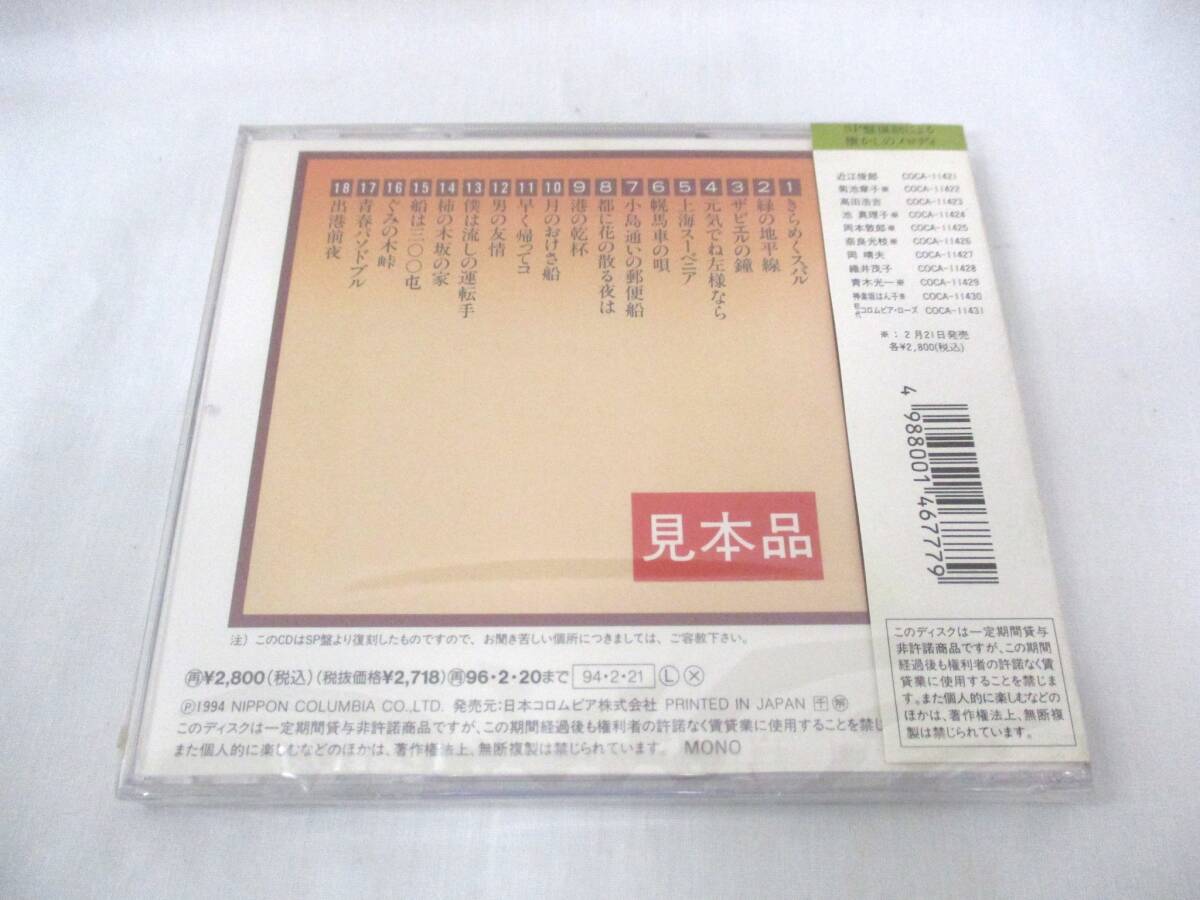 1 きらめくスバル
2 緑の地平線
3 ザビエルの鐘
4 元気でね左様なら
5 上海スーベニア
6 幌馬車の唄
7 小島通いの郵便船
8 都に花の散る夜は
9 港の乾杯
10 月のおけさ船
11 早く帰ってコ
12 男の友情
13 僕は流しの運転手
14 柿の木坂の家
15 船は三〇〇屯
16 ぐみの木峠
17 青春パソドブル
18 出港前夜
見本品
注）このCDはSP盤より復刻したものですので、お聞き苦しい個所につきましては、ご容赦下さい。
再¥2,800(税込)(税抜価格¥2,718)再96・2・20まで 94・2・21 L X
Ⓟ1994 NIPPON COLUMBIA CO.,LTD. 発売元:日本コロムビア株式会社 PRINTED IN JAPAN
このディスクは一定期間貸与非許諾商品ですが、この期間経過後も権利者の許諾なく賃貸業に使用することを禁じ
また個人的に楽しむなどのほかは、著作権法上、無断複製は禁じられています。 MONO
SP盤復刻による
懐かしのメロディ
近江俊郎 COCA-11421
菊池章子※ COCA-11422
高田浩吉 COCA-11423
池 真理子※ COCA-11424
岡本敦郎※ COCA-11425
奈良光枝※ COCA-11426
岡 晴夫 COCA-11427
織井茂子 COCA-11428
青木光一※ COCA-11429
神楽坂はん子※ COCA-11430
初代コロムビア・ローズ COCA-11431
※:2月21日発売
各¥2,800(税込)
4 988001 467779
このディスクは一定期間貸与
非許諾商品ですが、この期間
経過後も権利者の許諾なく賃
貸業に使用することを禁じま
す。また個人的に楽しむなどの
ほかは、著作権法上、無断複
製は禁じられています。